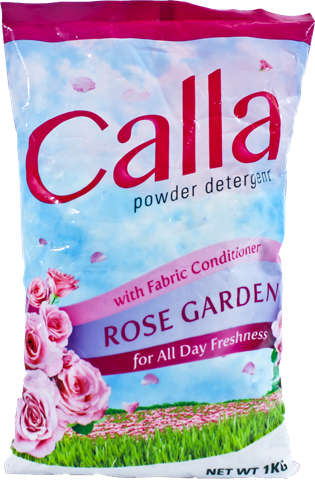 Calla
powder detergent
with Fabric Conditioner
ROSE GARDEN
for All Day Freshness
NET WT 1KG